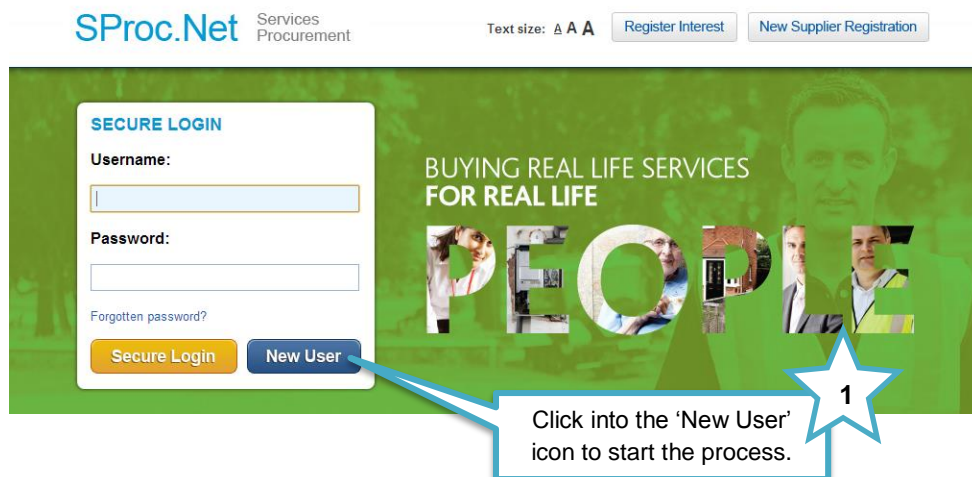 SProc.Net Services Procurement
Text size: A A A
Register Interest
New Supplier Registration
SECURE LOGIN
Username:
Password:
Forgotten password?
Secure Login
New User
BUYING REAL LIFE SERVICES
FOR REAL LIFE
PEOPLE
1
Click into the ‘New User’
icon to start the process.